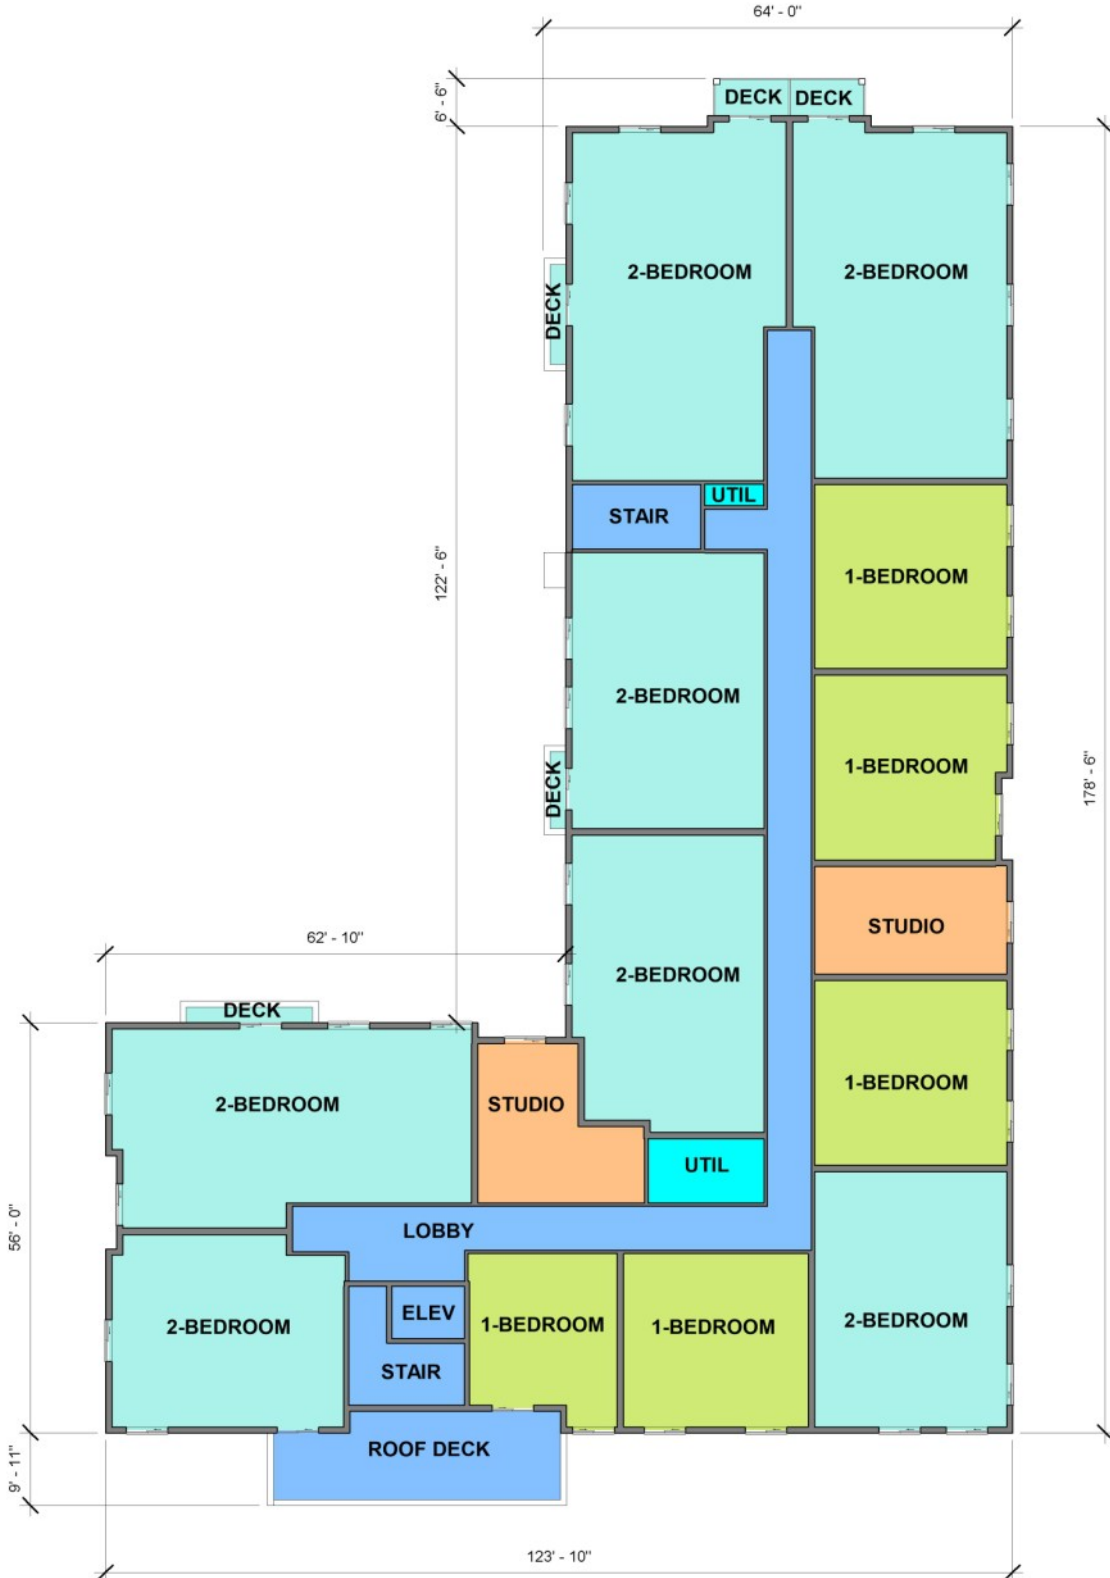 64' - 0"
6' - 6"
DECK
DECK
2-BEDROOM
2-BEDROOM
DECK
UTIL
STAIR
122' - 6"
1-BEDROOM
2-BEDROOM
1-BEDROOM
DECK
178' - 6"
STUDIO
62' - 10"
2-BEDROOM
DECK
1-BEDROOM
2-BEDROOM
STUDIO
UTIL
56' - 0"
LOBBY
ELEV
2-BEDROOM
1-BEDROOM
1-BEDROOM
2-BEDROOM
STAIR
ROOF DECK
9' - 11"
123' - 10"